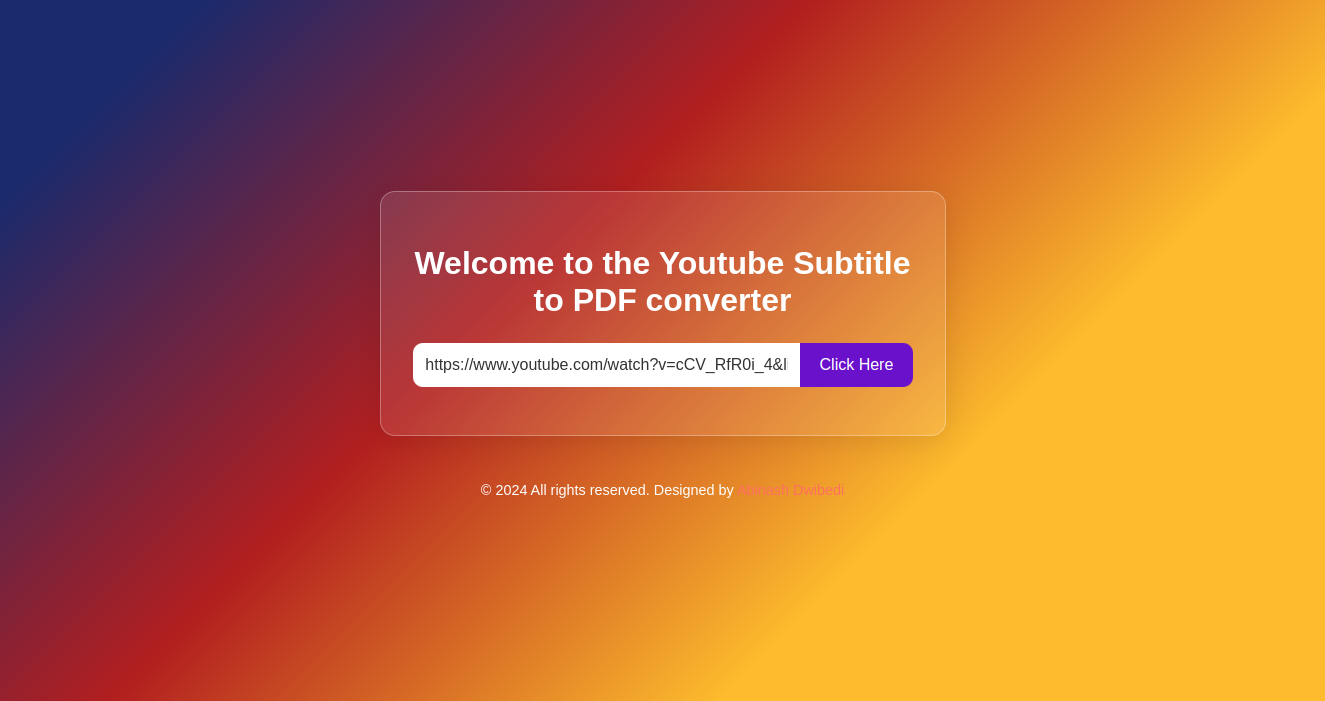 Welcome to the Youtube Subtitle
to PDF converter
https://www.youtube.com/watch?v=cCV_RfR0i_4&l
Click Here
© 2024 All rights reserved. Designed by Abinash Dwibedi